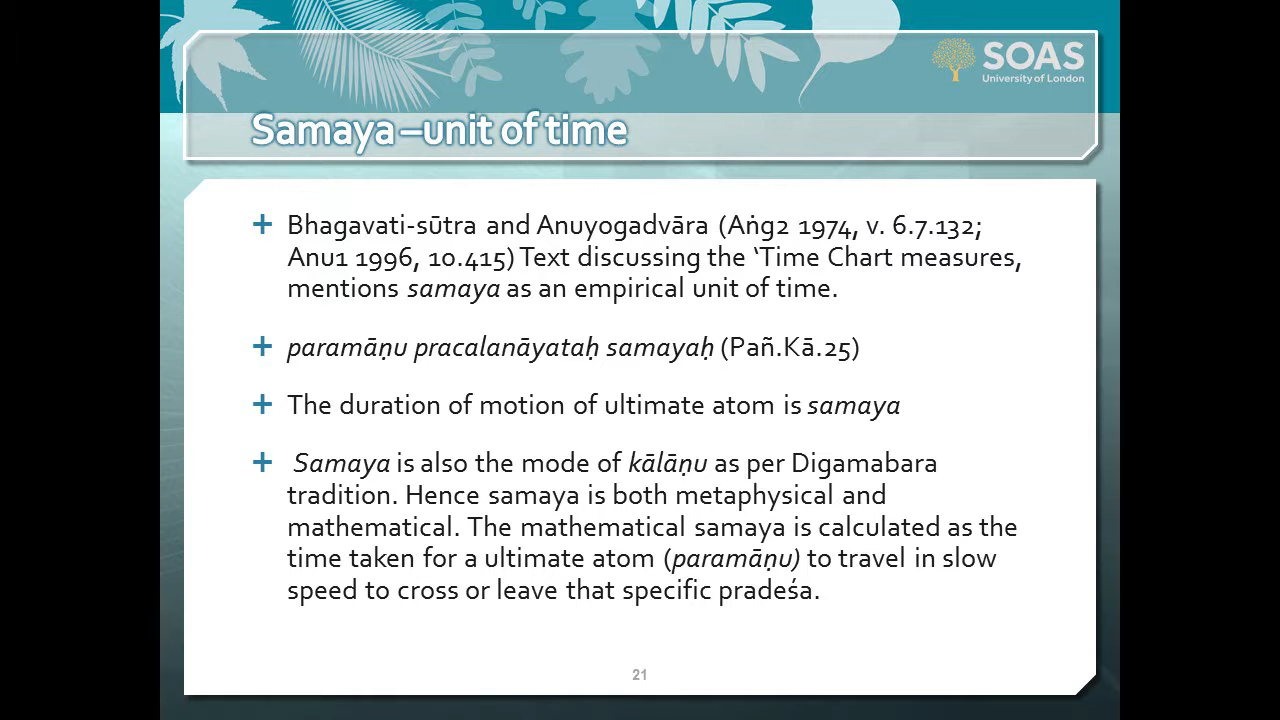 SOAS
University of London
Samaya –unit of time
Bhagavati-sūtra and Anuyogadvāra (Aṅg2 1974, v. 6.7.132;
Anu1 1996, 10.415) Text discussing the ‘Time Chart measures,
mentions samaya as an empirical unit of time.
paramāṇu pracalanāyataḥ samayaḥ (Pañ.Kā.25)
The duration of motion of ultimate atom is samaya
Samaya is also the mode of kālāṇu as per Digamabara
tradition. Hence samaya is both metaphysical and
mathematical. The mathematical samaya is calculated as the
time taken for a ultimate atom (paramāṇu) to travel in slow
speed to cross or leave that specific pradeśa.
21